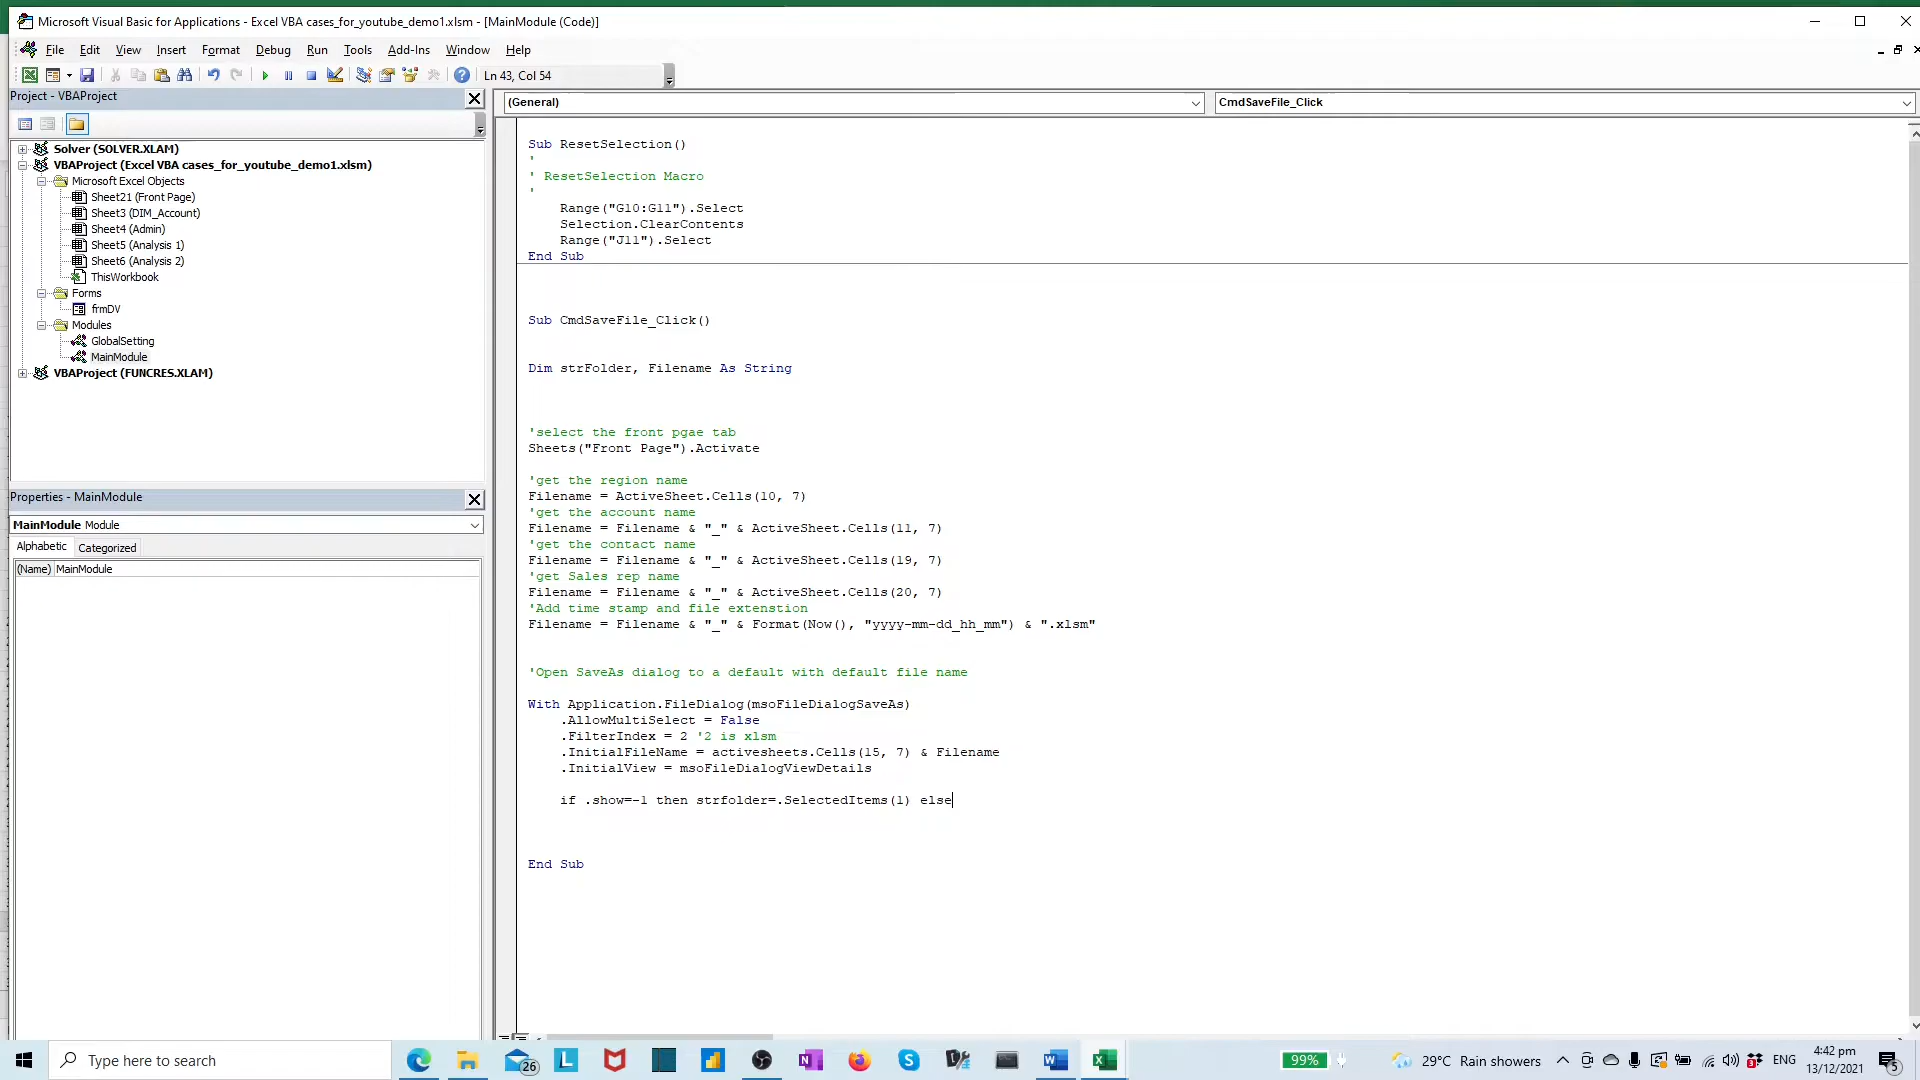 Microsoft Visual Basic for Applications - Excel VBA cases_for_youtube_demo1.xlsm - [MainModule (Code)]
File Edit View Insert Format Debug Run Tools Add-Ins Window Help
Ln 43, Col 54
Project - VBAProject
Solver (SOLVER.XLAM)
VBAProject (Excel VBA cases_for_youtube_demo1.xlsm)
Microsoft Excel Objects
Sheet21 (Front Page)
Sheet3 (DIM_Account)
Sheet4 (Admin)
Sheet5 (Analysis 1)
Sheet6 (Analysis 2)
ThisWorkbook
Forms
frmDV
Modules
GlobalSetting
MainModule
VBAProject (FUNCRES.XLAM)
Properties - MainModule
MainModule Module
Alphabetic Categorized
(Name) MainModule
(General) CmdSaveFile_Click
Sub ResetSelection()
'
' ResetSelection Macro
'
Range("G10:G11").Select
Selection.ClearContents
Range("J11").Select
End Sub
Sub CmdSaveFile_Click()
Dim strFolder, Filename As String
'select the front pgae tab
Sheets("Front Page").Activate
'get the region name
Filename = ActiveSheet.Cells(10, 7)
'get the account name
Filename = Filename & "_" & ActiveSheet.Cells(11, 7)
'get the contact name
Filename = Filename & "_" & ActiveSheet.Cells(19, 7)
'get Sales rep name
Filename = Filename & "_" & ActiveSheet.Cells(20, 7)
'Add time stamp and file extenstion
Filename = Filename & "_" & Format(Now(), "yyyy-mm-dd_hh_mm") & ".xlsm"
'Open SaveAs dialog to a default with default file name
With Application.FileDialog(msoFileDialogSaveAs)
.AllowMultiSelect = False
.FilterIndex = 2 '2 is xlsm
.InitialFileName = activesheets.Cells(15, 7) & Filename
.InitialView = msoFileDialogViewDetails
if .show=-1 then strfolder=.SelectedItems(1) else
End Sub
Type here to search
26
99%
29°C Rain showers
ENG
4:42 pm
13/12/2021
5